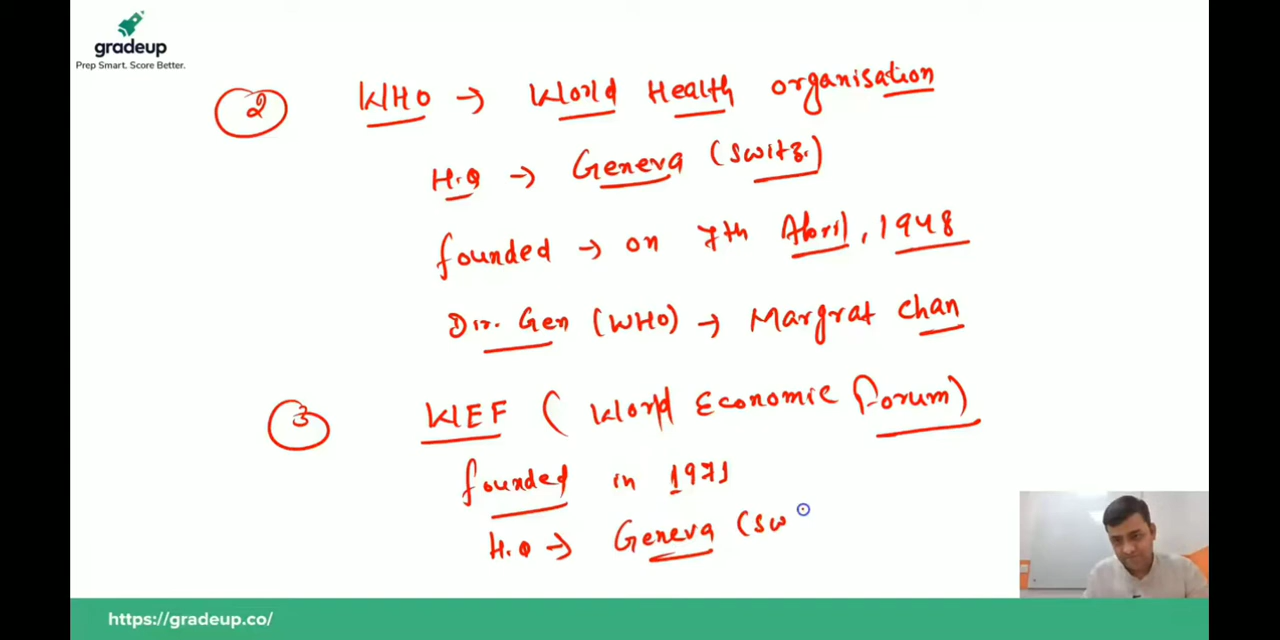 gradeup
Prep Smart. Score Better.
② WHO → World Health organisation
H.Q → Geneva (Switz.)
founded → on 7th April, 1948
Dir. Gen (WHO) → Margrat chan
③ WEF (World Economic Forum)
founded in 1971
H.Q → Geneva (Sw
https://gradeup.co/